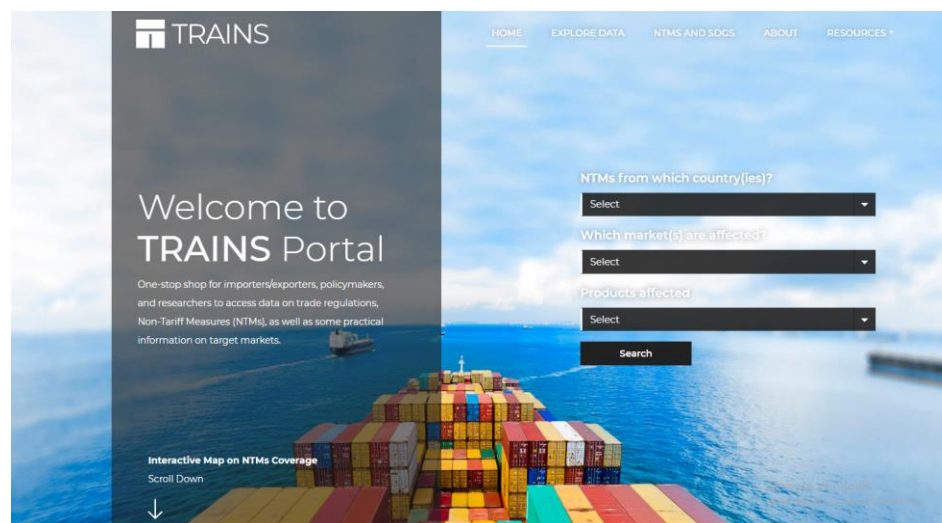 TRAINS
HOME EXPLORE DATA NTMS AND SDGS ABOUT RESOURCES
Welcome to
TRAINS Portal
One-stop shop for importers/exporters, policymakers,
and researchers to access data on trade regulations,
Non-Tariff Measures (NTMs), as well as some practical
information on target markets.
Interactive Map on NTMs Coverage
Scroll Down
NTMs from which country(ies)?
Select
Which market(s) are affected?
Select
Products affected
Select
Search